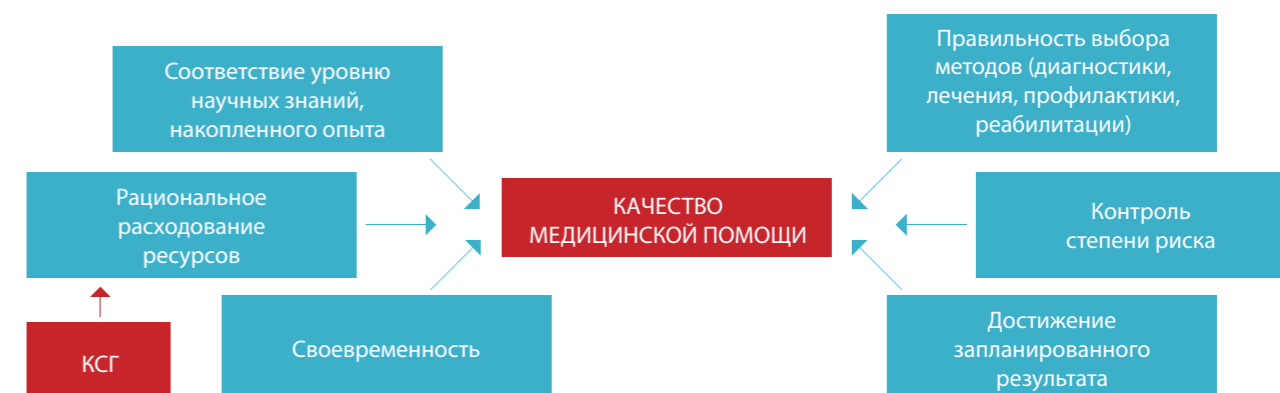 Соответствие уровню
научных знаний,
накопленного опыта
Рациональное
расходование
ресурсов
КСГ
Своевременность
КАЧЕСТВО
МЕДИЦИНСКОЙ ПОМОЩИ
Правильность выбора
методов (диагностики,
лечения, профилактики,
реабилитации)
Контроль
степени риска
Достижение
запланированного
результата